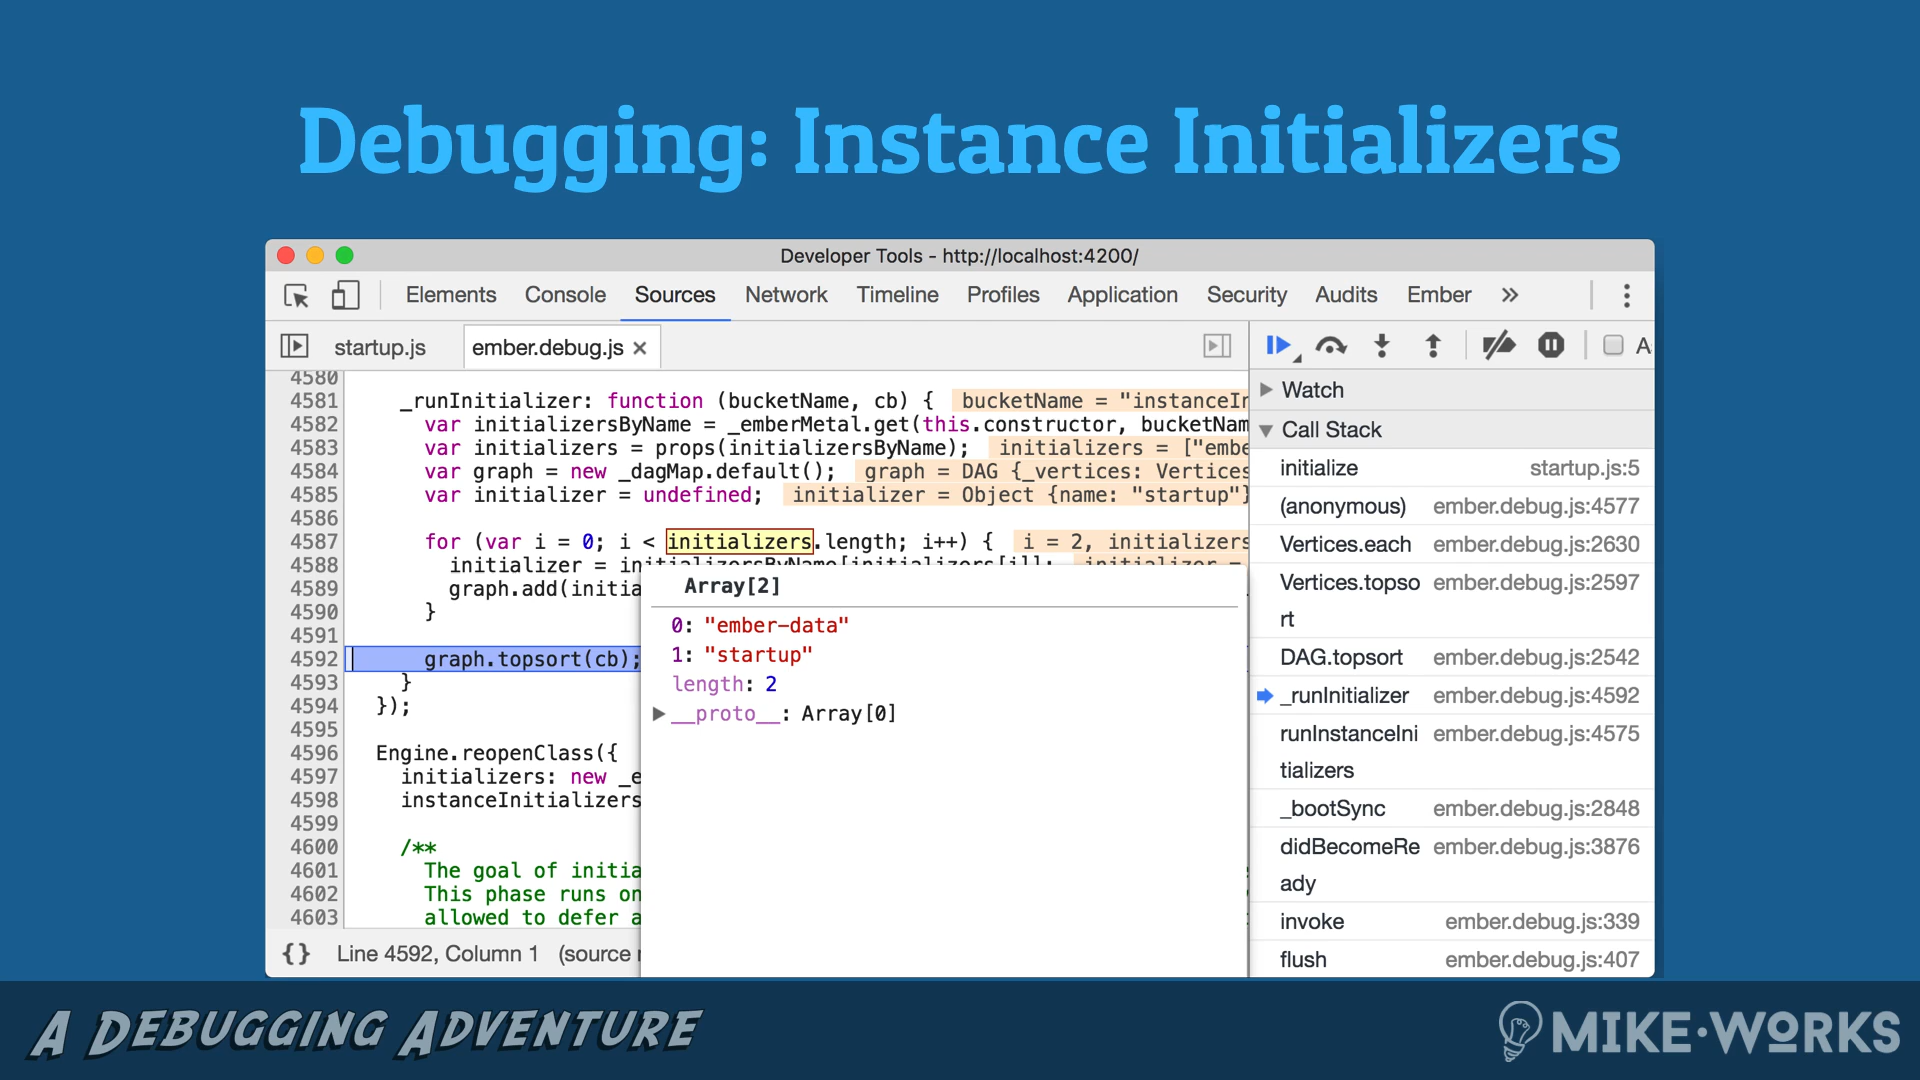 Debugging: Instance Initializers
Developer Tools - http://localhost:4200/
Elements Console Sources Network Timeline Profiles Application Security Audits Ember »
startup.js ember.debug.js ×
A
4580
4581 _runInitializer: function (bucketName, cb) { bucketName = "instanceIn
4582 var initializersByName = _emberMetal.get(this.constructor, bucketNam
4583 var initializers = props(initializersByName); initializers = ["embe
4584 var graph = new _dagMap.default(); graph = DAG {_vertices: Vertices
4585 var initializer = undefined; initializer = Object {name: "startup"}
4586
4587 for (var i = 0; i < initializers.length; i++) { i = 2, initializers
4588 initializer = initializersByName[initializers[i]]; initializer =
4589 graph.add(initia
4590 }
4591
4592 graph.topsort(cb);
4593 }
4594 });
4595
4596 Engine.reopenClass({
4597 initializers: new _e
4598 instanceInitializers
4599
4600 /**
4601 The goal of initia
4602 This phase runs on
4603 allowed to defer a
Array[2]
0: "ember-data"
1: "startup"
length: 2
__proto__: Array[0]
{} Line 4592, Column 1 (source
Watch
Call Stack
initialize startup.js:5
(anonymous) ember.debug.js:4577
Vertices.each ember.debug.js:2630
Vertices.topso ember.debug.js:2597
rt
DAG.topsort ember.debug.js:2542
_runInitializer ember.debug.js:4592
runInstanceIni ember.debug.js:4575
tializers
_bootSync ember.debug.js:2848
didBecomeRe ember.debug.js:3876
ady
invoke ember.debug.js:339
flush ember.debug.js:407
A Debugging Adventure
MIKE·WORKS